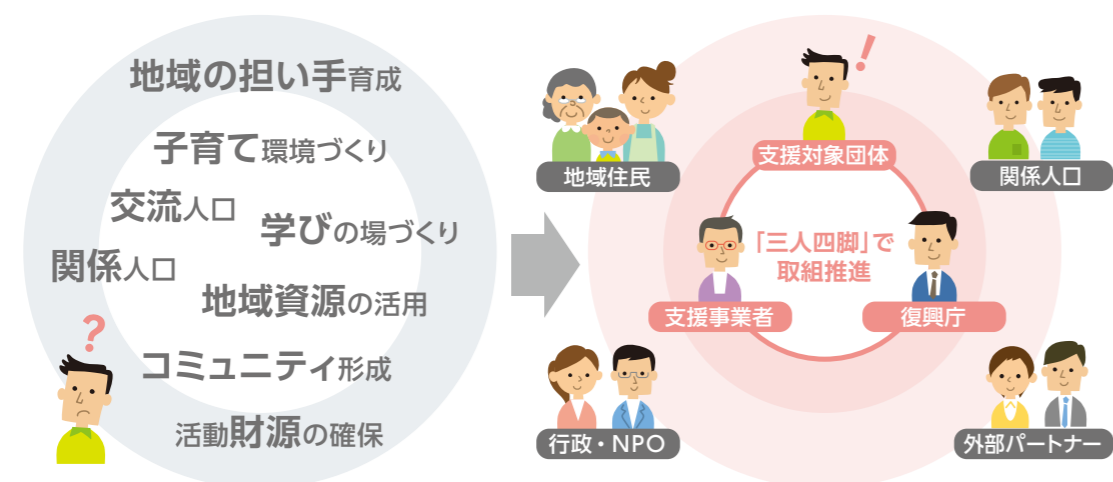 地域の担い手育成
子育て環境づくり
交流人口
学びの場づくり
関係人口
地域資源の活用
?
コミュニティ形成
活動財源の確保
!
支援対象団体
地域住民
関係人口
「三人四脚」で
取組推進
支援事業者
復興庁
行政・NPO
外部パートナー